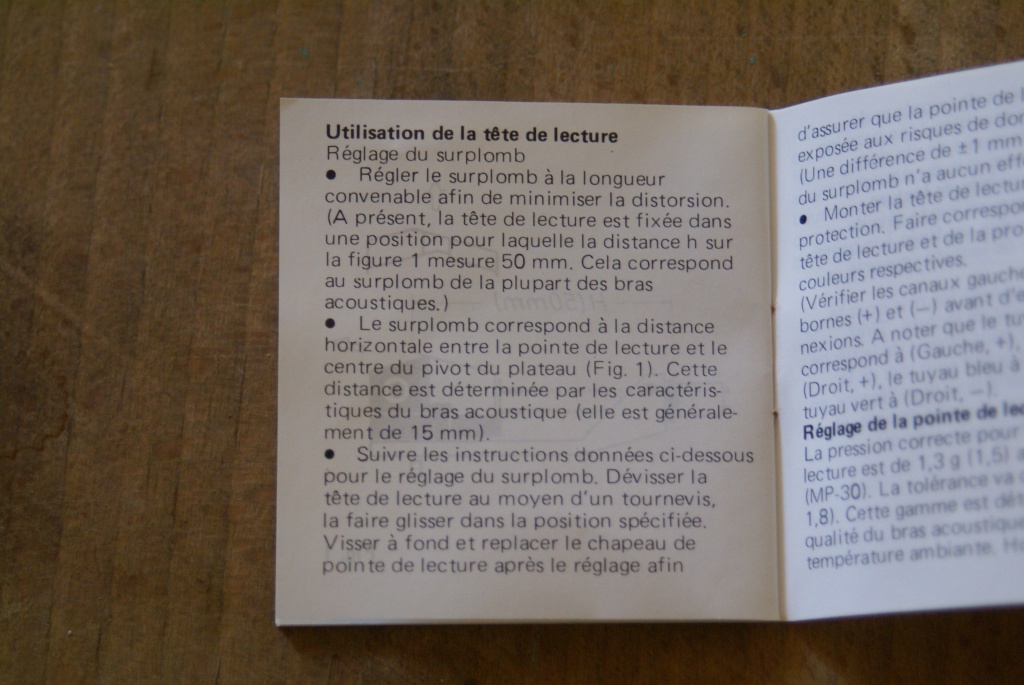 Utilisation de la tête de lecture
Réglage du surplomb
● Régler le surplomb à la longueur
convenable afin de minimiser la distorsion.
(A présent, la tête de lecture est fixée dans
une position pour laquelle la distance h sur
la figure 1 mesure 50 mm. Cela correspond
au surplomb de la plupart des bras
acoustiques.)
● Le surplomb correspond à la distance
horizontale entre la pointe de lecture et le
centre du pivot du plateau (Fig. 1). Cette
distance est déterminée par les caractéris-
tiques du bras acoustique (elle est générale-
ment de 15 mm).
● Suivre les instructions données ci-dessous
pour le réglage du surplomb. Dévisser la
tête de lecture au moyen d'un tournevis,
la faire glisser dans la position spécifiée.
Visser à fond et replacer le chapeau de
pointe de lecture après le réglage afin
d'assurer que la pointe de
exposée aux risques de
(Une différence de ±1 mm
du surplomb n'a aucun
● Monter la tête de
protection. Faire
tête de lecture et de la
couleurs respectives.
(Vérifier les canaux
bornes (+) et (−) avant
nexions. A noter que le
correspond à (Gauche, +),
(Droit, +), le tuyau bleu à
tuyau vert à (Droit, −).
Réglage de la pointe de
La pression correcte pour
lecture est de 1,3 g (1,5)
(MP-30). La tolérance va
1,8). Cette gamme est
qualité du bras
température ambiante.